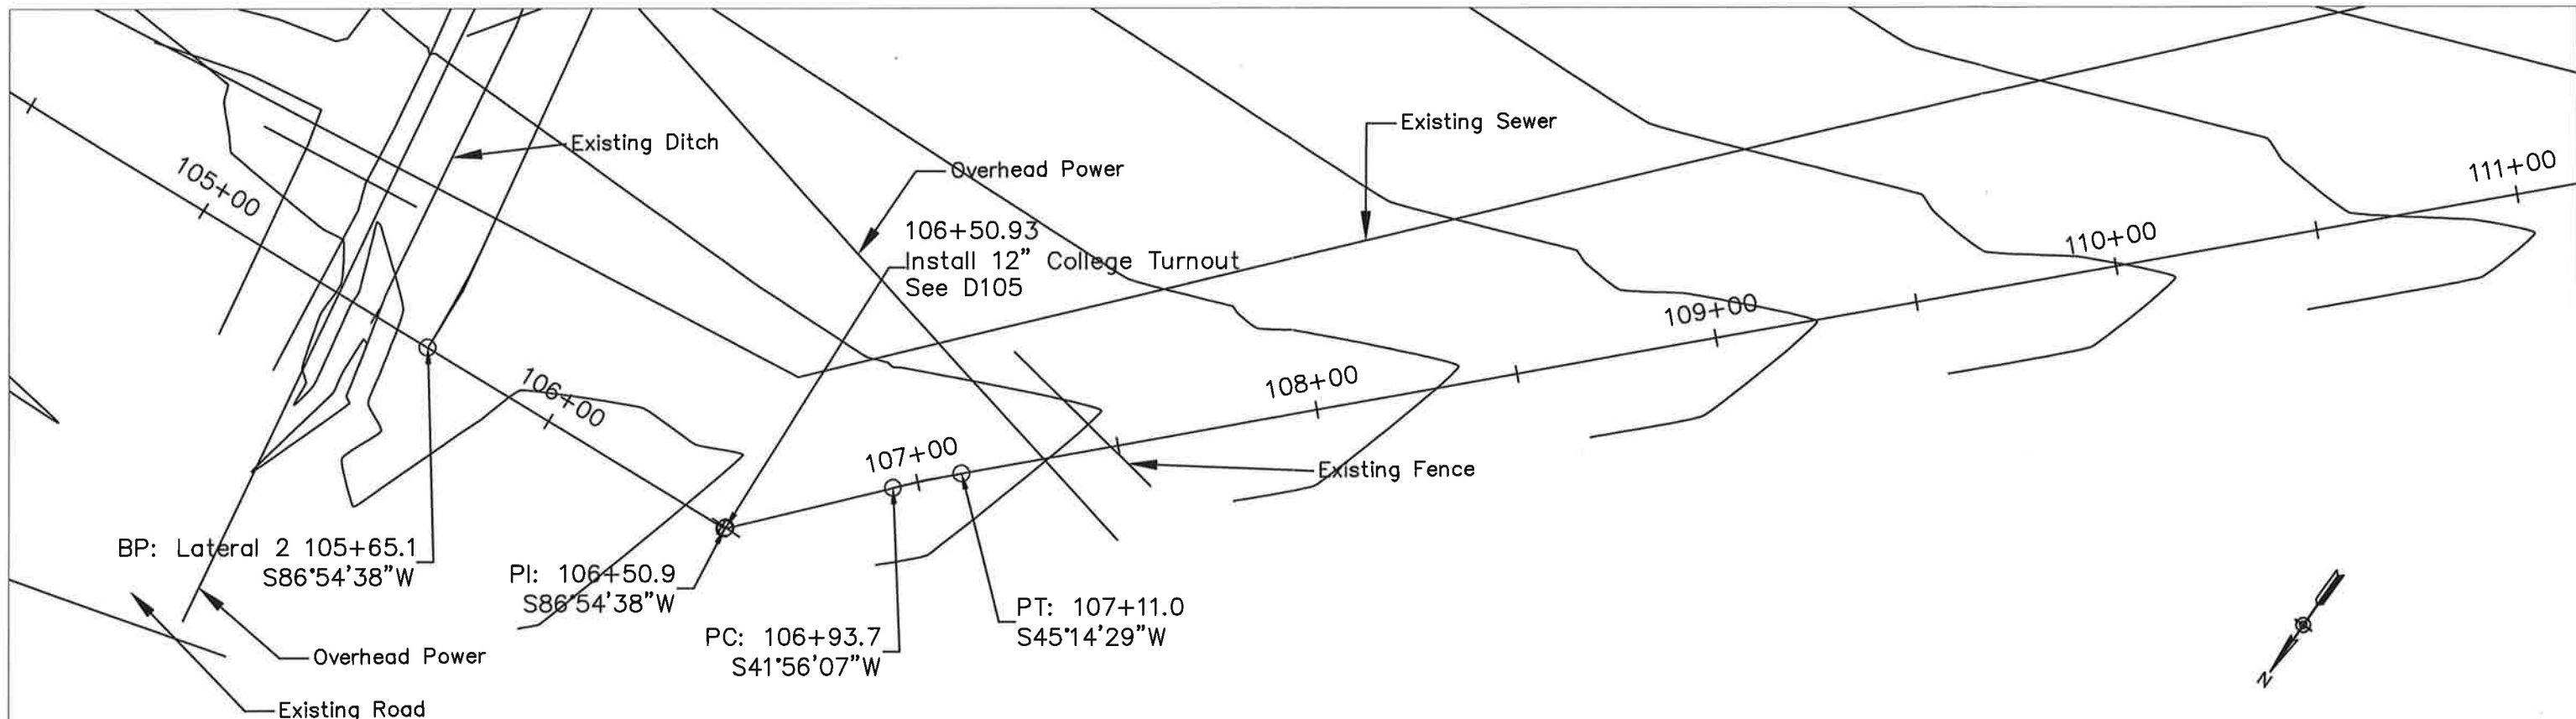 Existing Ditch
Existing Sewer
Overhead Power
105+00
111+00
106+50.93
Install 12" College Turnout
See D105
110+00
109+00
108+00
106+00
107+00
Existing Fence
BP: Lateral 2 105+65.1
S86°54'38"W
PI: 106+50.9
S86°54'38"W
PC: 106+93.7
S41°56'07"W
PT: 107+11.0
S45°14'29"W
Overhead Power
Existing Road
N